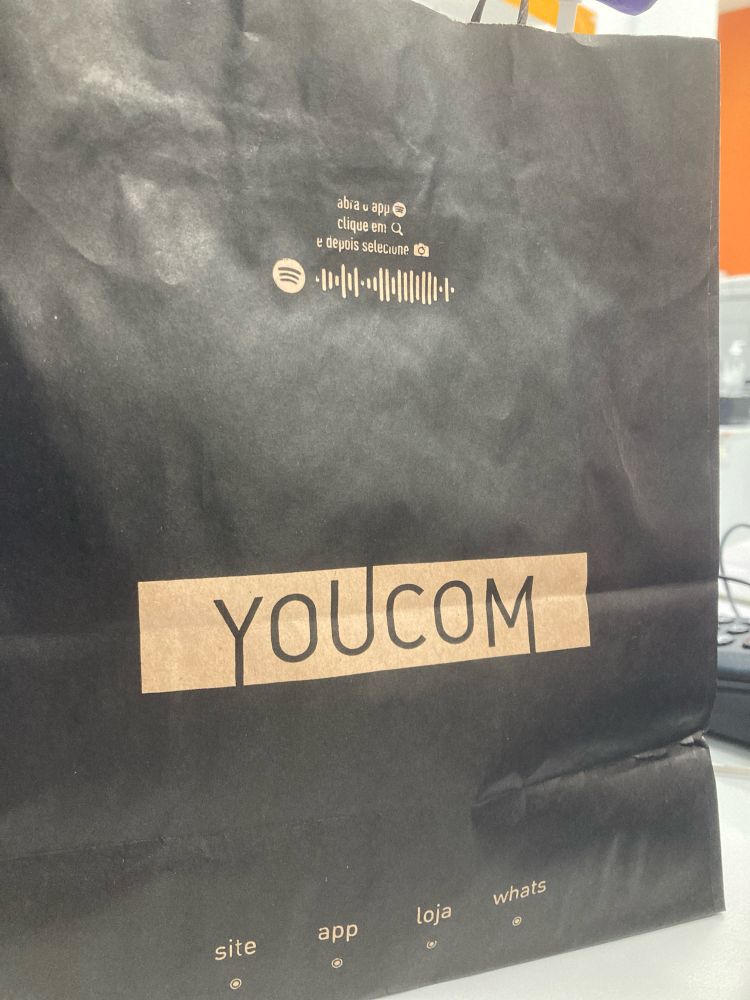 abra o app
clique em
e depois selecione
YOUCOM
site app loja whats